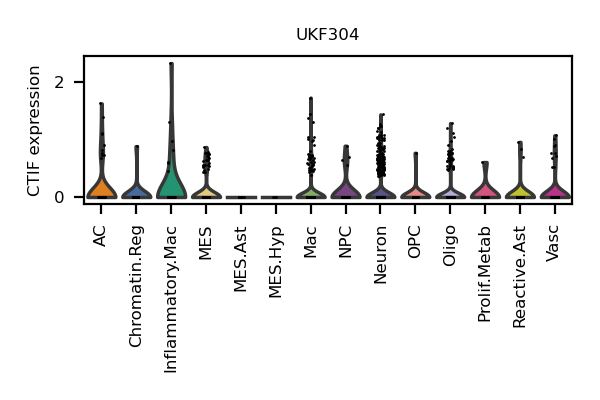 UKF304
CTIF expression
2
0
AC
Chromatin.Reg
Inflammatory.Mac
MES
MES.Ast
MES.Hyp
Mac
NPC
Neuron
OPC
Oligo
Prolif.Metab
Reactive.Ast
Vasc